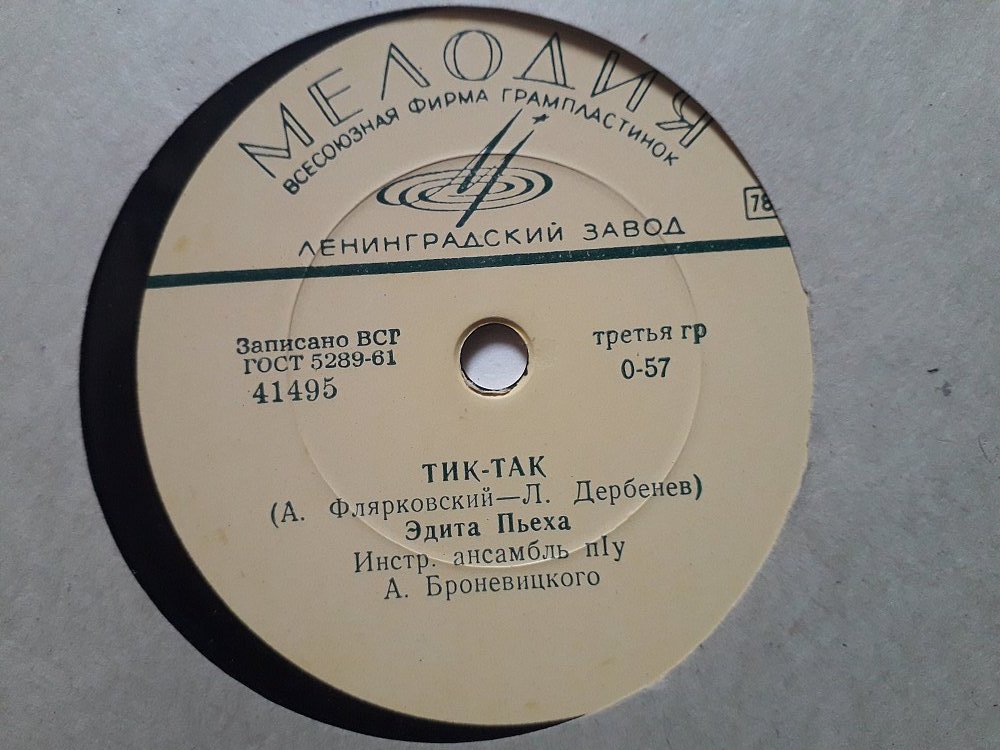 МЕЛОДИЯ
ВСЕСОЮЗНАЯ ФИРМА ГРАМПЛАСТИНОК
78
ЛЕНИНГРАДСКИЙ ЗАВОД
Записано ВСГ
ГОСТ 5289-61
41495
третья гр
0-57
ТИК-ТАК
(А. Флярковский—Л. Дербенев)
Эдита Пьеха
Инстр. ансамбль п/у
А. Броневицкого